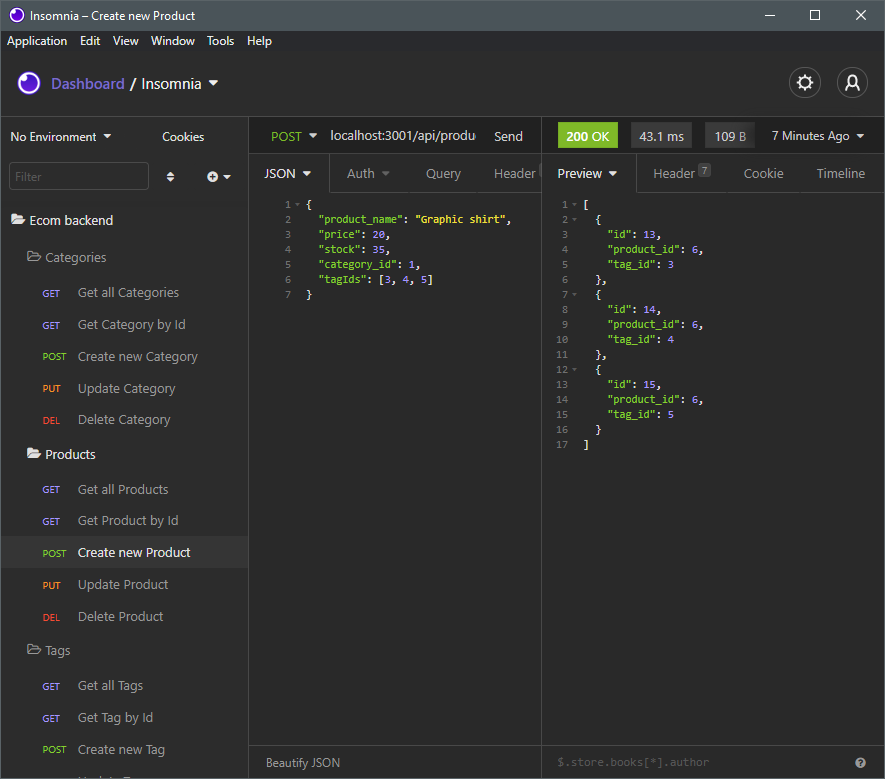 Insomnia – Create new Product
Application Edit View Window Tools Help
Dashboard / Insomnia
No Environment Cookies
Filter
Ecom backend
Categories
GET Get all Categories
GET Get Category by Id
POST Create new Category
PUT Update Category
DEL Delete Category
Products
GET Get all Products
GET Get Product by Id
POST Create new Product
PUT Update Product
DEL Delete Product
Tags
GET Get all Tags
GET Get Tag by Id
POST Create new Tag
POST localhost:3001/api/produ Send
JSON Auth Query Header
1 {
2 "product_name": "Graphic shirt",
3 "price": 20,
4 "stock": 35,
5 "category_id": 1,
6 "tagIds": [3, 4, 5]
7 }
Beautify JSON
200 OK 43.1 ms 109 B 7 Minutes Ago
Preview Header 7 Cookie Timeline
1 [
2 {
3 "id": 13,
4 "product_id": 6,
5 "tag_id": 3
6 },
7 {
8 "id": 14,
9 "product_id": 6,
10 "tag_id": 4
11 },
12 {
13 "id": 15,
14 "product_id": 6,
15 "tag_id": 5
16 }
17 ]
$.store.books[*].author